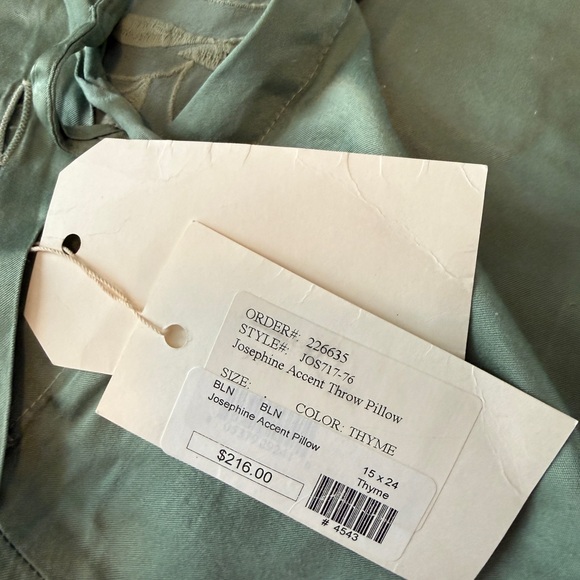 ORDER#: 226635
STYLE#: JOS717-76
Josephine Accent Throw Pillow
SIZE: COLOR: THYME
BLN BLN
Josephine Accent Pillow
$216.00
15 x 24
Thyme
# 4543